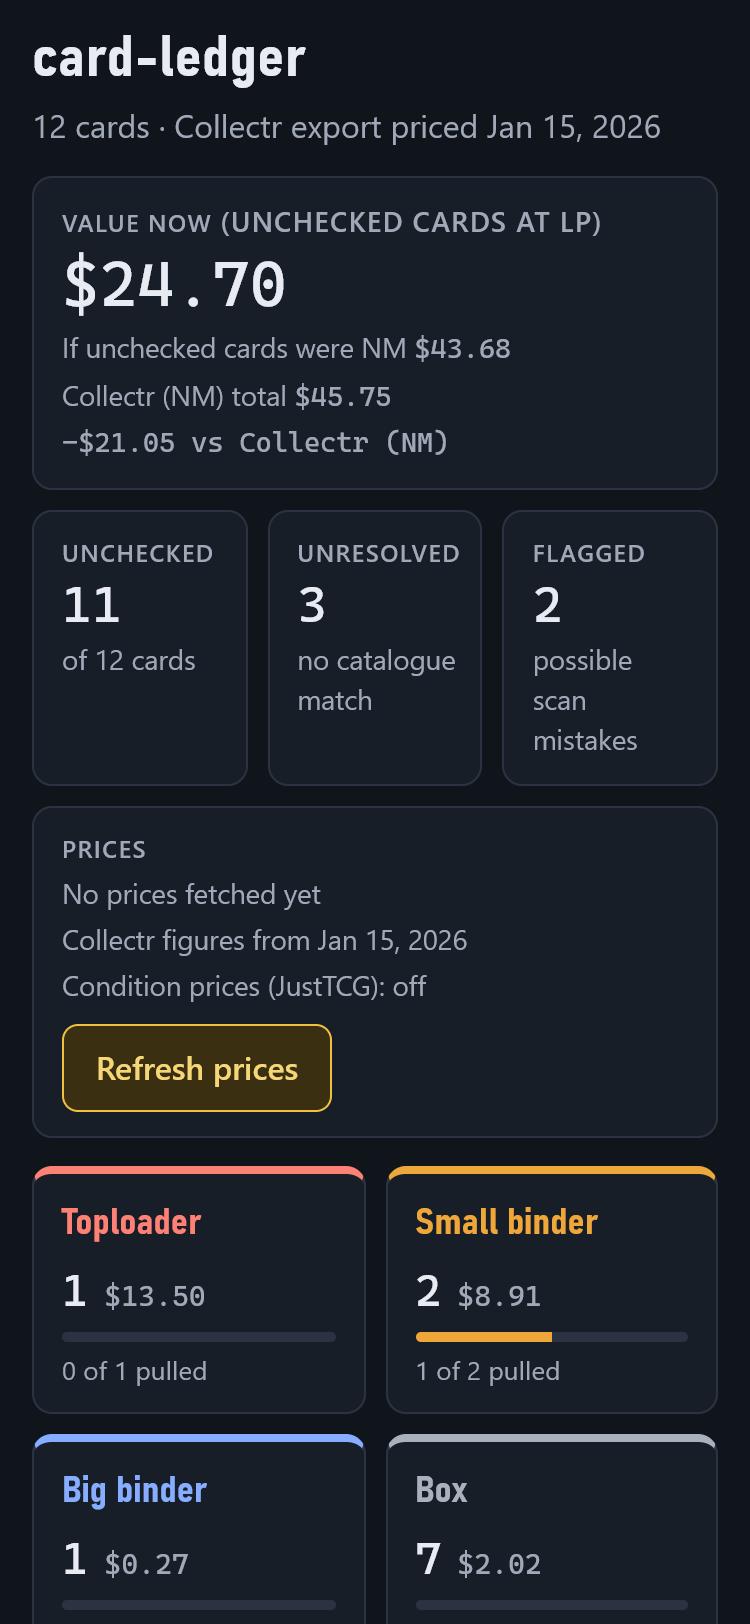 card-ledger
12 cards · Collectr export priced Jan 15, 2026
VALUE NOW (UNCHECKED CARDS AT LP)
$24.70
If unchecked cards were NM $43.68
Collectr (NM) total $45.75
−$21.05 vs Collectr (NM)
UNCHECKED
11
of 12 cards
UNRESOLVED
3
no catalogue
match
FLAGGED
2
possible
scan
mistakes
PRICES
No prices fetched yet
Collectr figures from Jan 15, 2026
Condition prices (JustTCG): off
Refresh prices
Toploader
1 $13.50
0 of 1 pulled
Small binder
2 $8.91
1 of 2 pulled
Big binder
1 $0.27
Box
7 $2.02